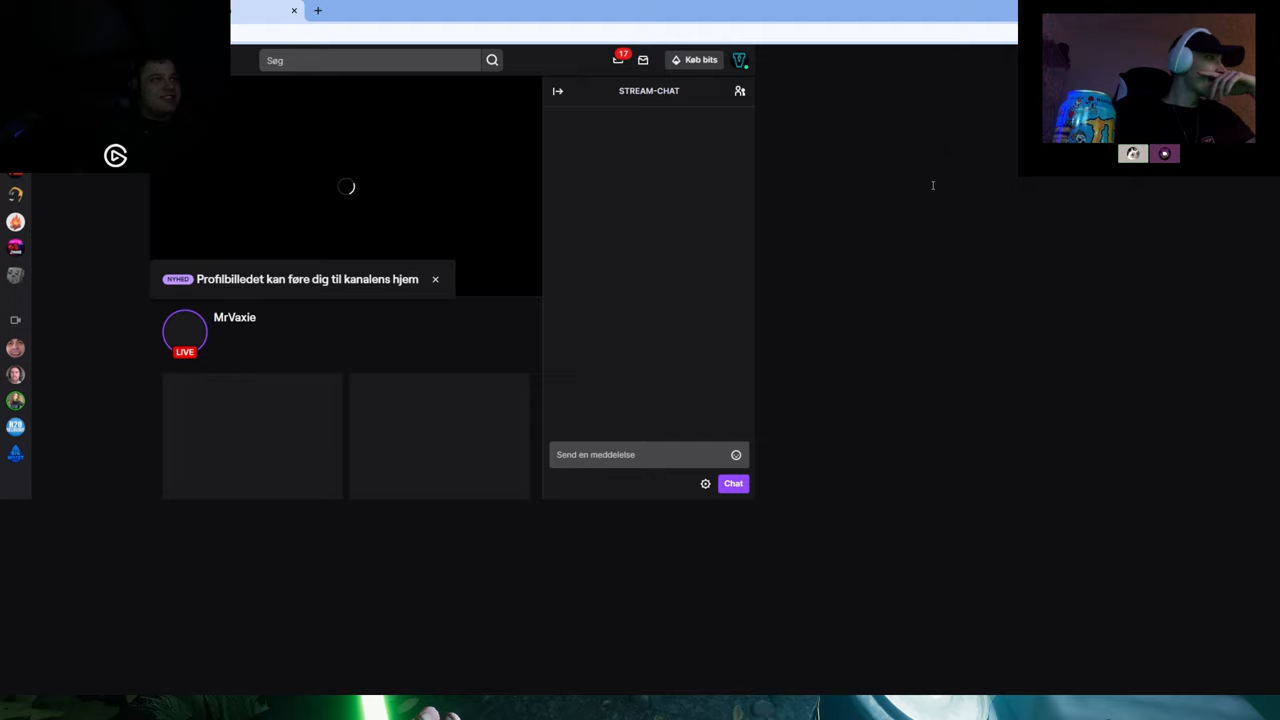 Søg
17
Køb bits
STREAM-CHAT
NYHED Profilbilledet kan føre dig til kanalens hjem
MrVaxie
LIVE
Send en meddelelse
Chat